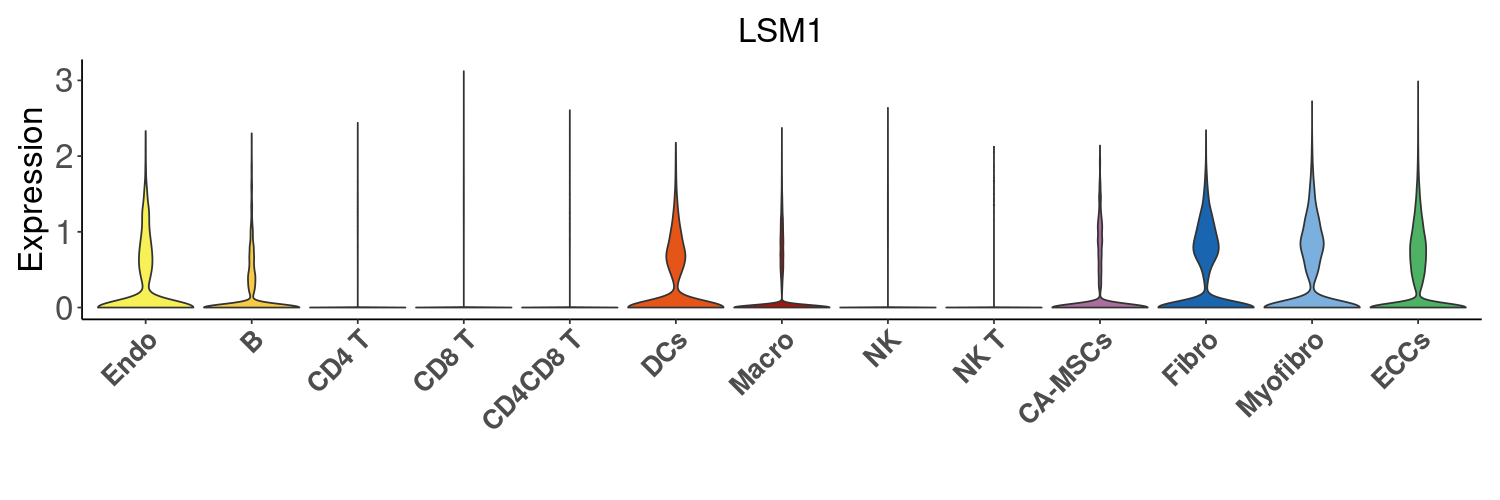 LSM1
Expression
3
2
1
0
Endo
B
CD4 T
CD8 T
CD4CD8 T
DCs
Macro
NK
NK T
CA-MSCs
Fibro
Myofibro
ECCs